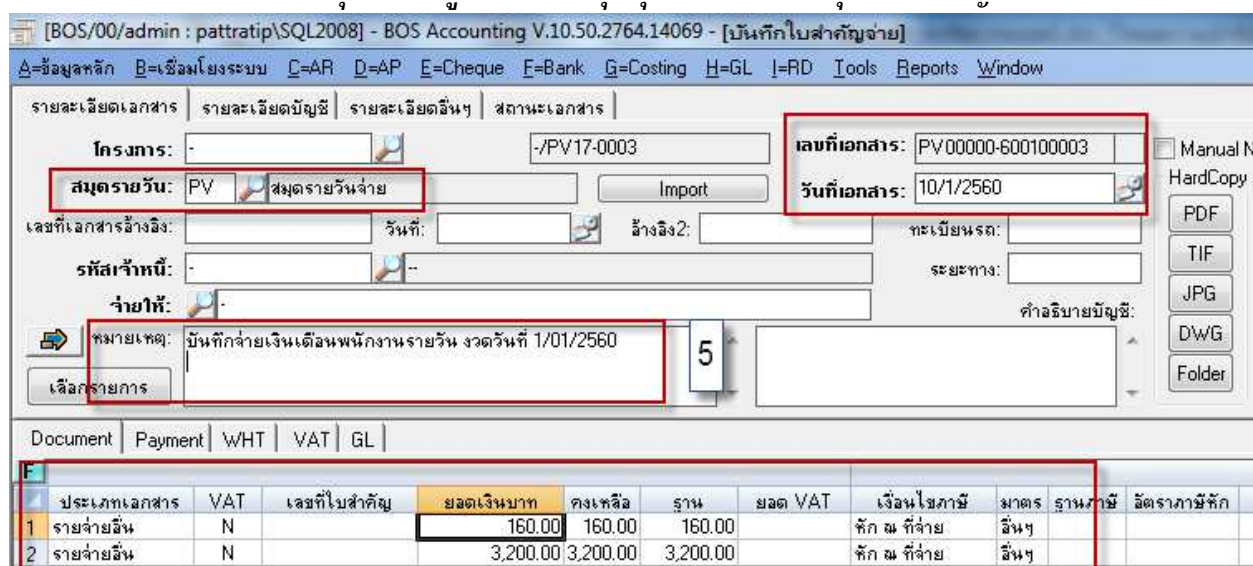 [BOS/00/admin : pattratip\SQL2008] - BOS Accounting V.10.50.2764.14069 - [บันทึกใบสำคัญจ่าย]
A=ข้อมูลหลัก B=เชื่อมโยงระบบ C=AR D=AP E=Cheque F=Bank G=Costing H=GL I=RD Tools Reports Window
รายละเอียดเอกสาร รายละเอียดบัญชี รายละเอียดอื่นๆ สถานะเอกสาร
โครงการ: - -/PV17-0003 เลขที่เอกสาร: PV00000-600100003 Manual N
สมุดรายวัน: PV สมุดรายวันจ่าย Import วันที่เอกสาร: 10/1/2560 HardCopy
เลขที่เอกสารอ้างอิง: วันที่: อ้างอิง2: ทะเบียนรถ: PDF
รหัสเจ้าหนี้: - -- ระยะทาง: TIF
จ่ายให้: - คำอธิบายบัญชี: JPG
หมายเหตุ: บันทึกจ่ายเงินเดือนพนักงานรายวัน งวดวันที่ 1/01/2560 5 DWG
เลือกรายการ Folder
Document Payment WHT VAT GL
F
ประเภทเอกสาร VAT เลขที่ใบสำคัญ ยอดเงินบาท คงเหลือ ฐาน ยอด VAT เงื่อนไขภาษี มาตร ฐานภาษี อัตราภาษีหัก
1 รายจ่ายอื่น N 160.00 160.00 160.00 หัก ณ ที่จ่าย อื่นๆ
2 รายจ่ายอื่น N 3,200.00 3,200.00 3,200.00 หัก ณ ที่จ่าย อื่นๆ